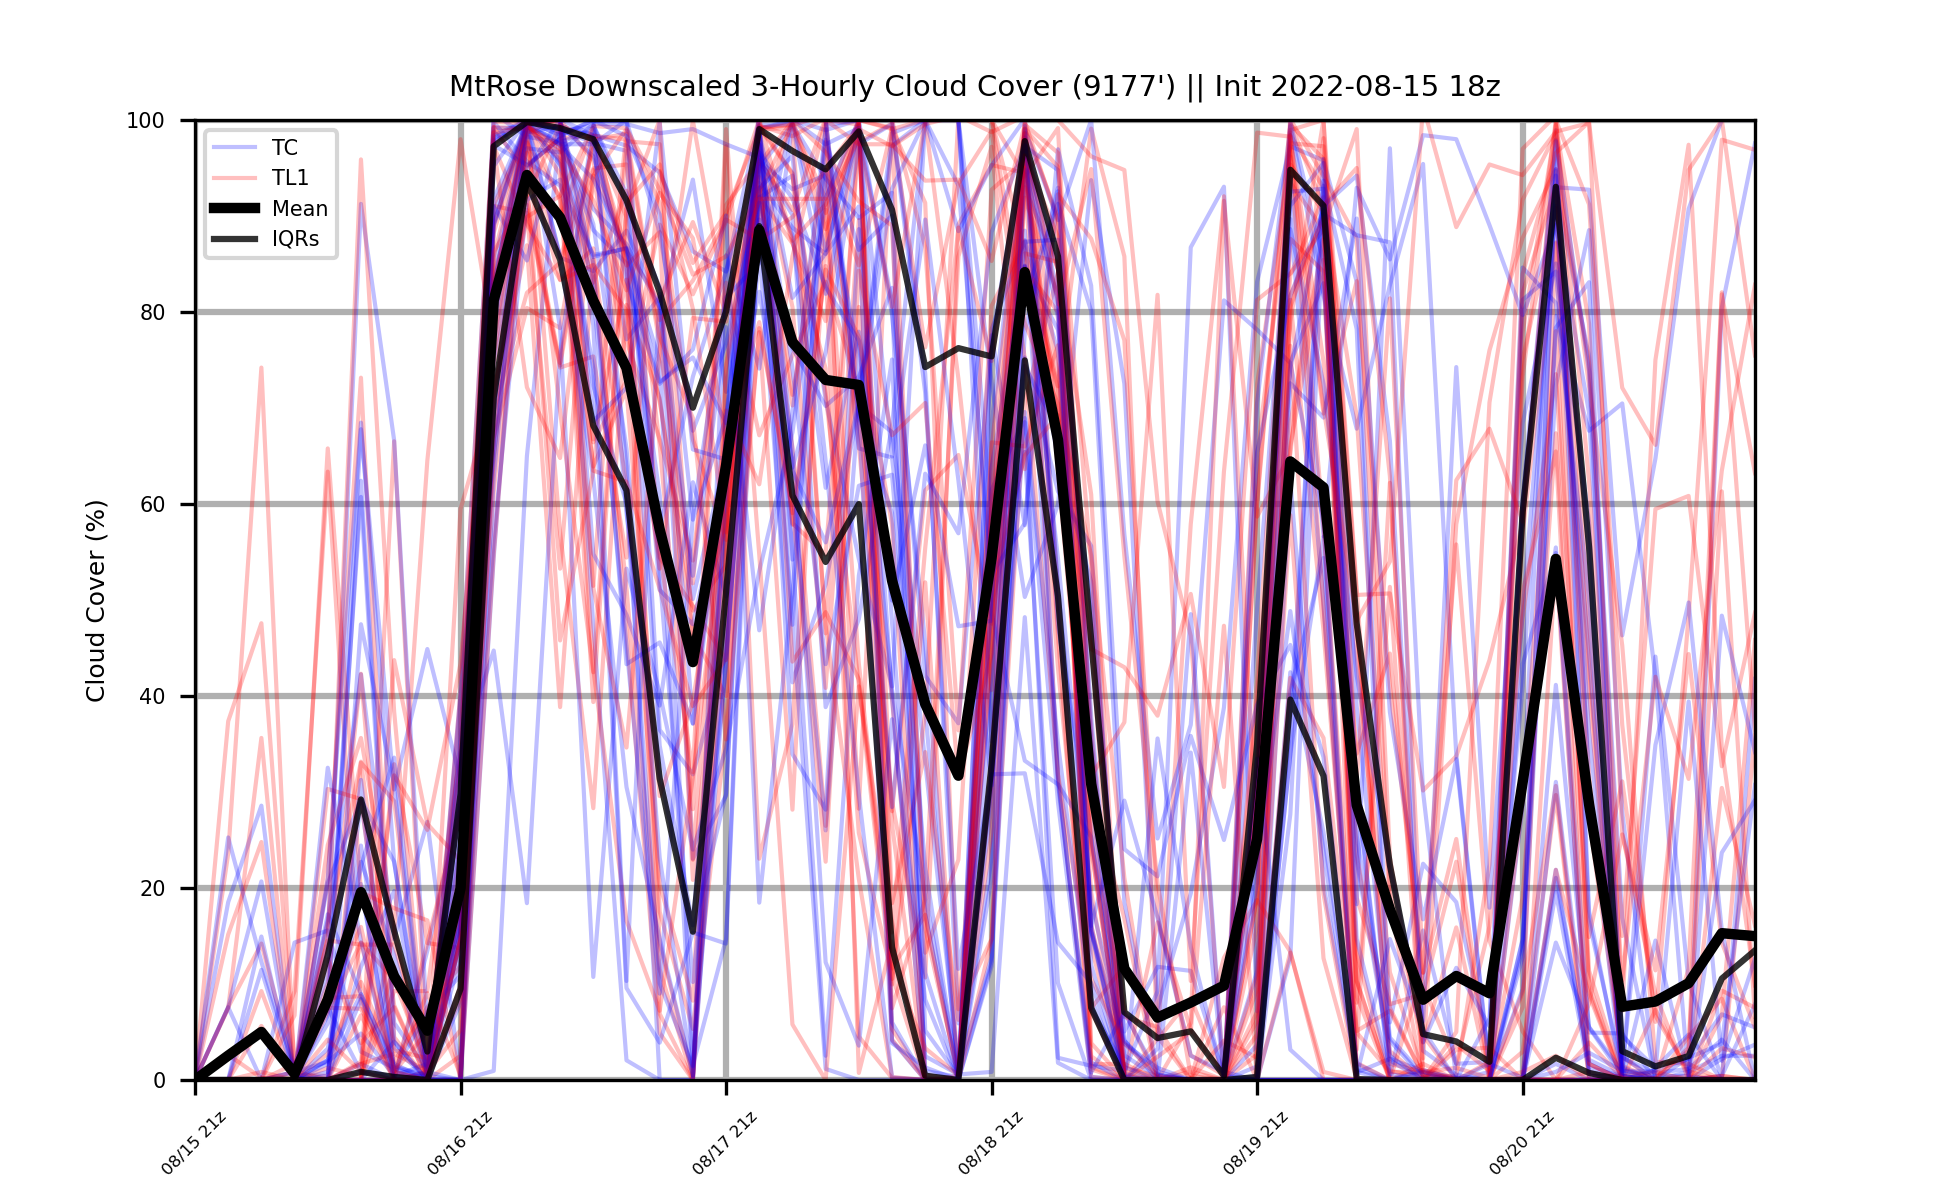 MtRose Downscaled 3-Hourly Cloud Cover (9177') || Init 2022-08-15 18z
100
80
60
40
20
0
Cloud Cover (%)
TC
TL1
Mean
IQRs
08/15 21z
08/16 21z
08/17 21z
08/18 21z
08/19 21z
08/20 21z